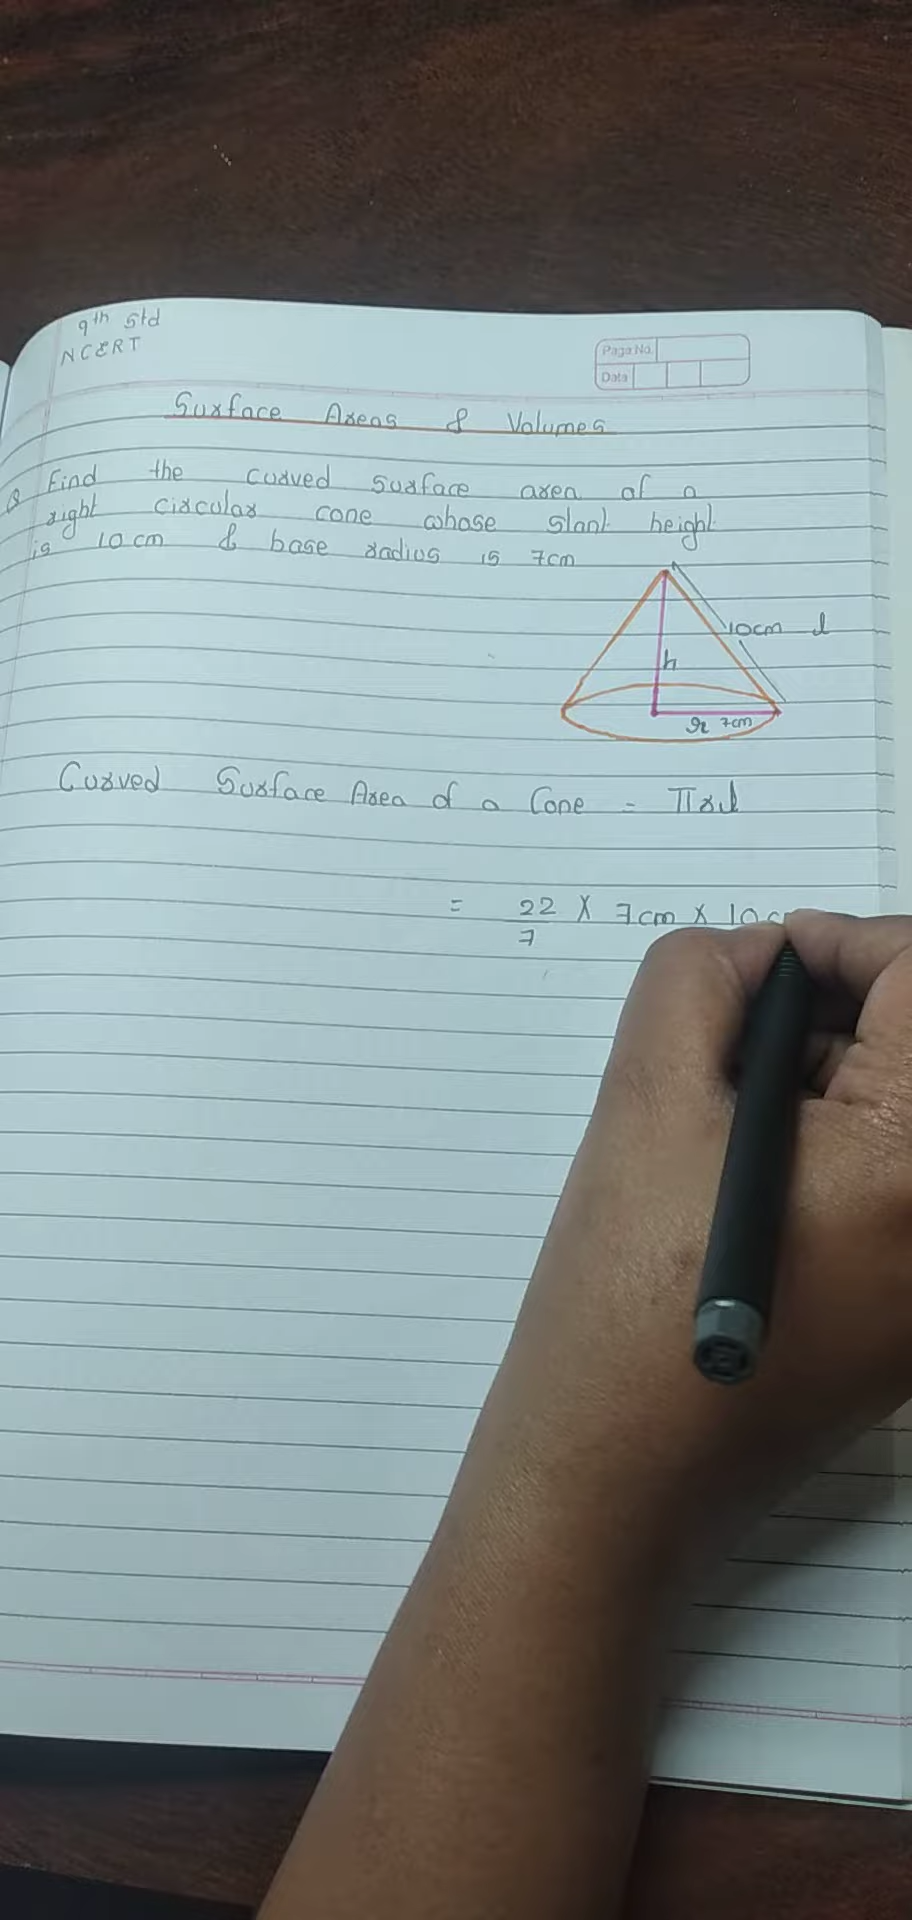 9th Std
NCERT
Page No.
Data
Surface Areas & Volumes
Q Find the curved surface area of a
right circular cone whose slant height
is 10 cm & base radius is 7cm
10cm l
h
r 7cm
Curved Surface Area of a Cone = πrl
= 22/7 × 7cm × 10c